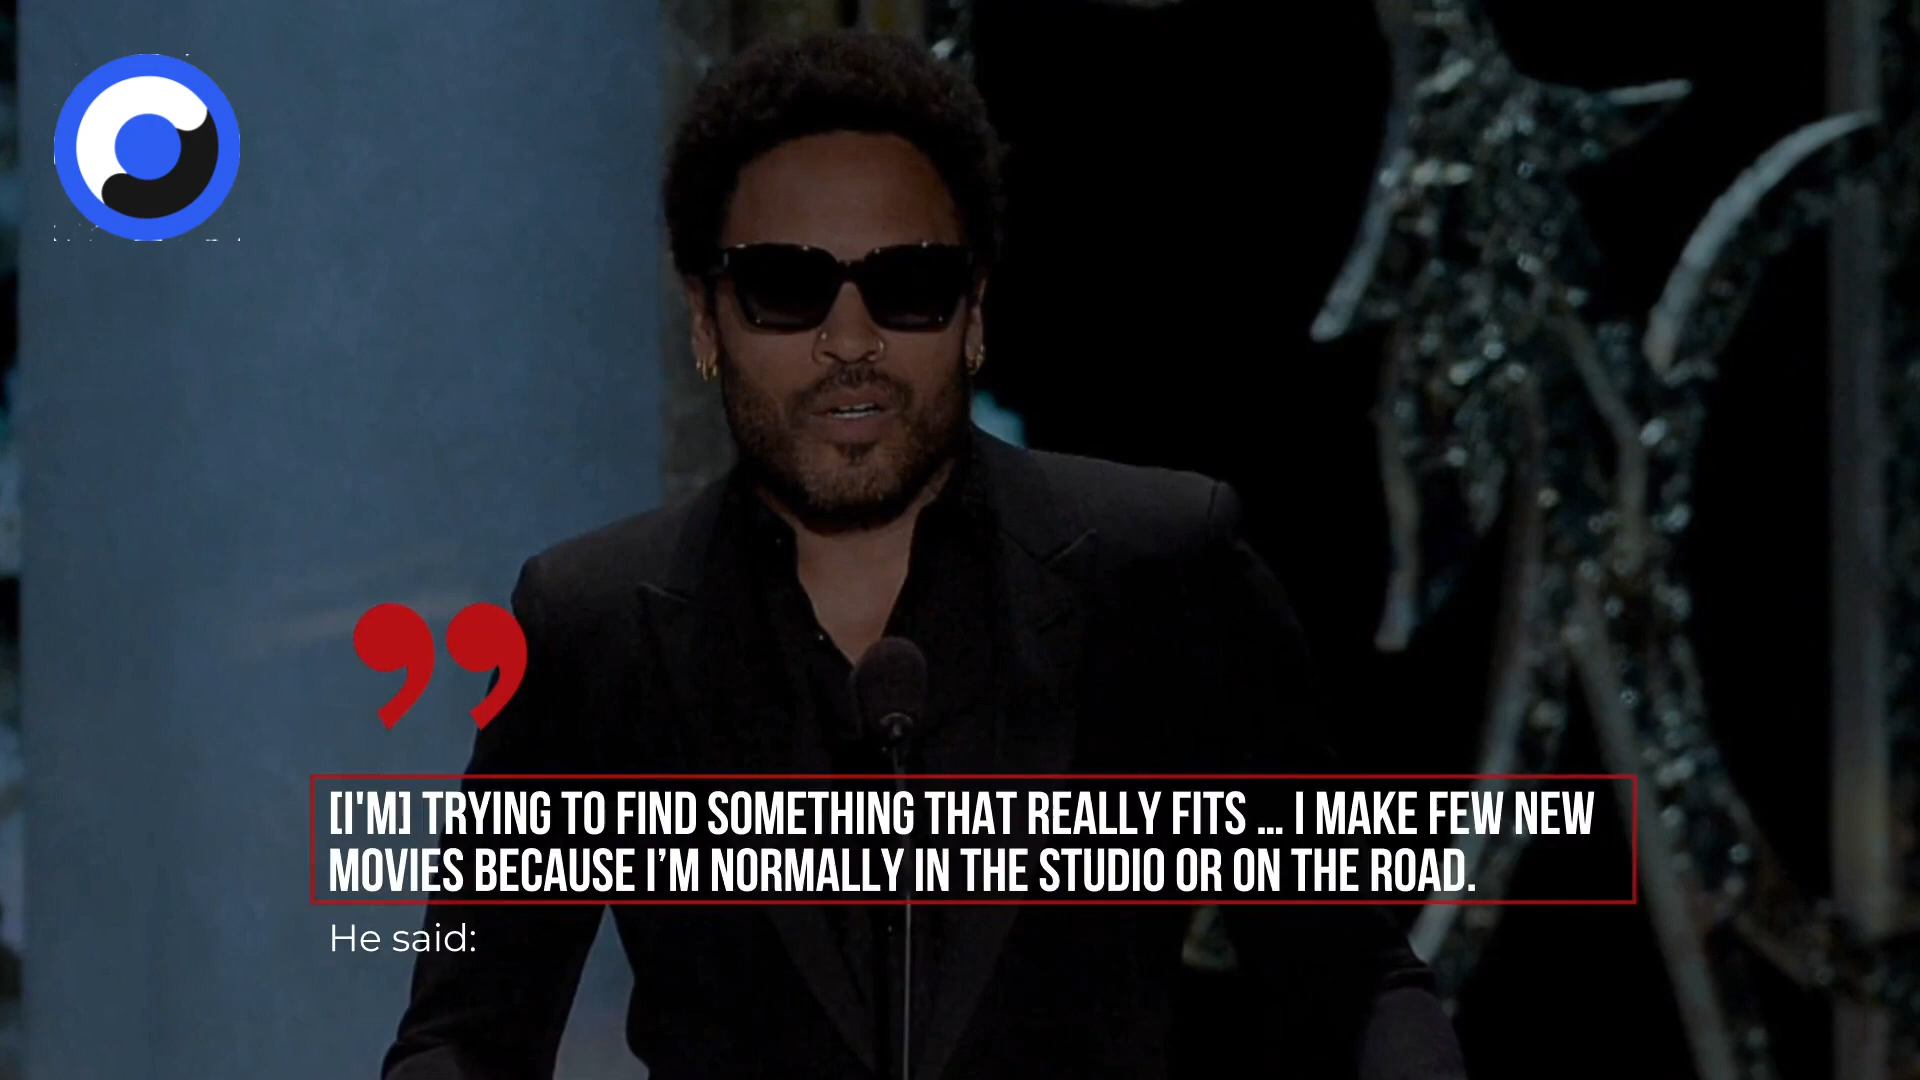 [I'M] TRYING TO FIND SOMETHING THAT REALLY FITS ... I MAKE FEW NEW
MOVIES BECAUSE I’M NORMALLY IN THE STUDIO OR ON THE ROAD.
He said: